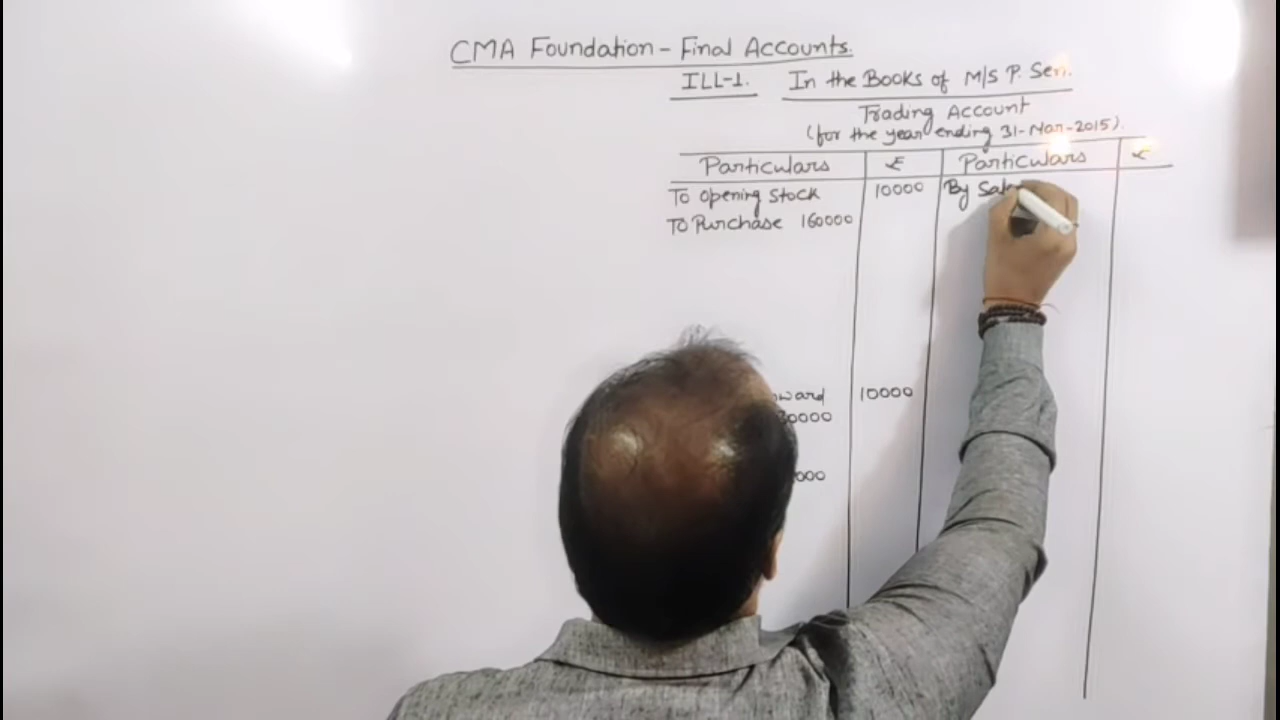 CMA Foundation - Final Accounts.
ILL-1. In the Books of M/S P. Sen.
Trading Account
(for the year ending 31-Mar-2015).
Particulars ₹ Particulars ₹
To Opening Stock 10000 By
To Purchase 160000
10000